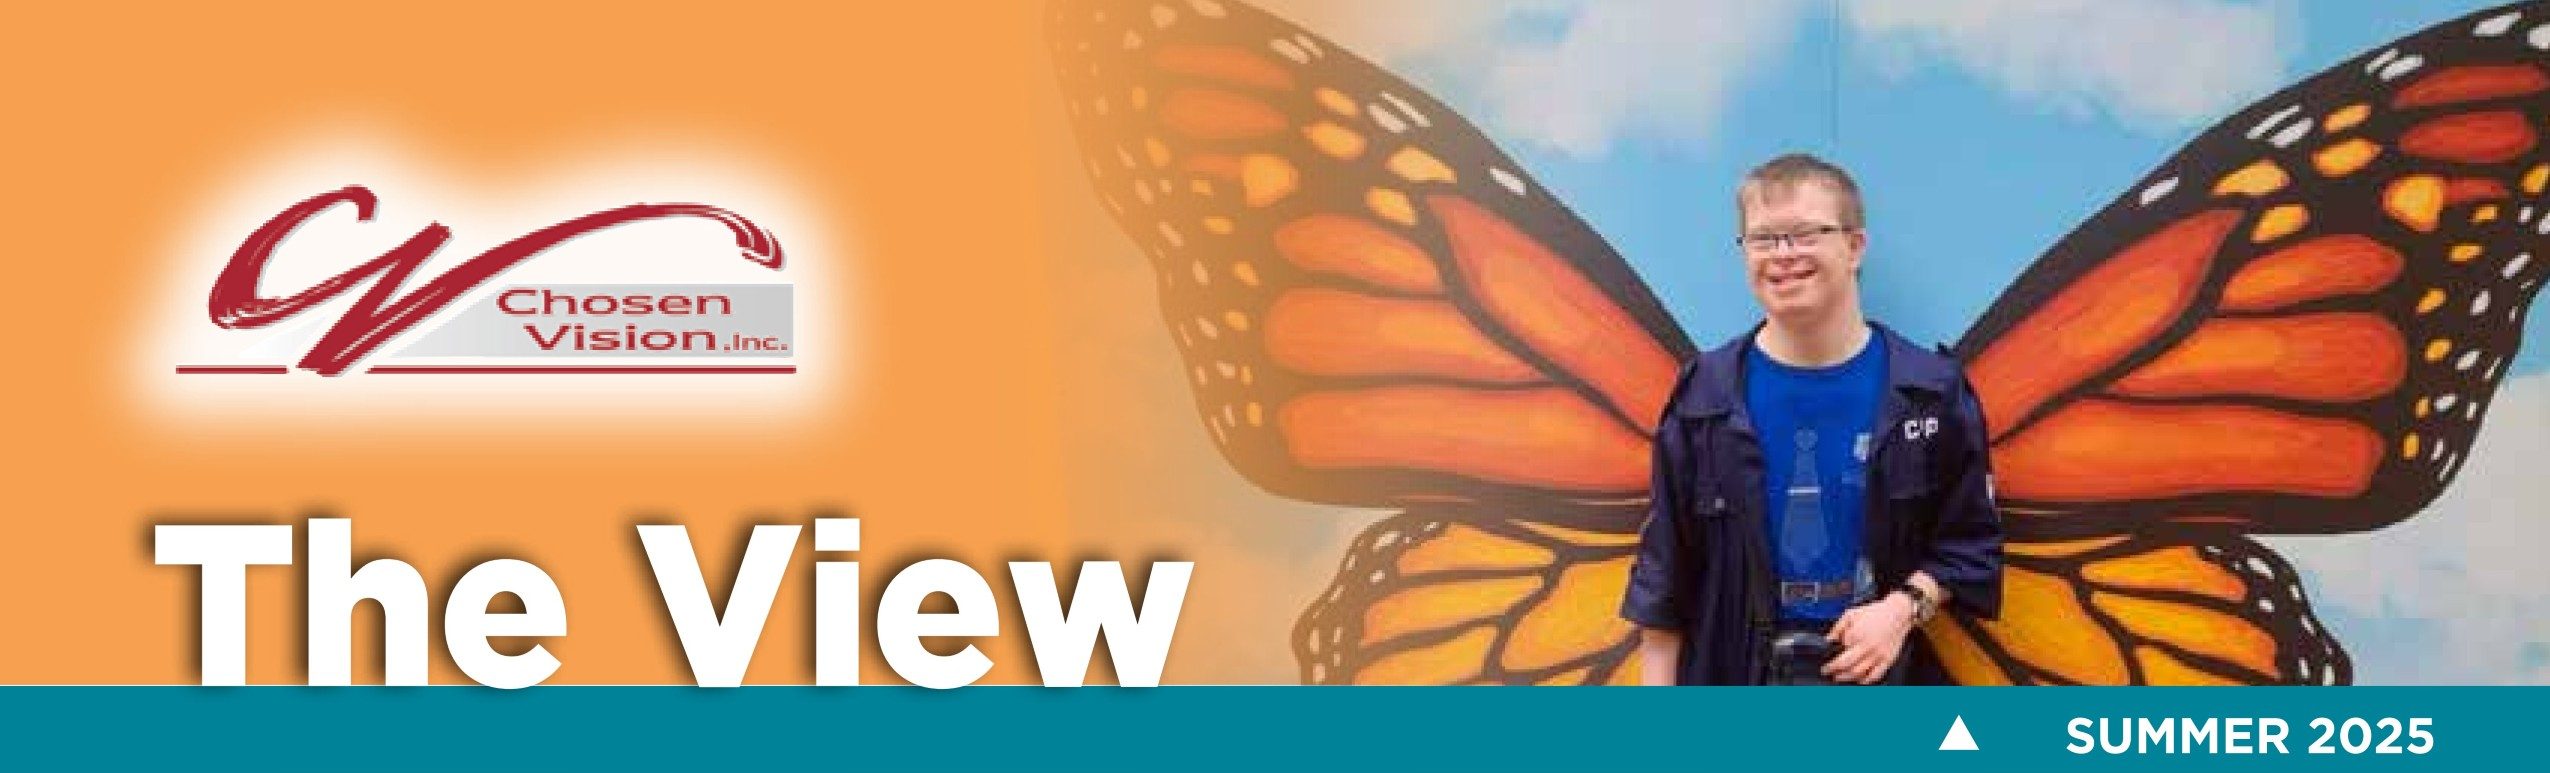 Chosen
Vision.Inc.
The View
SUMMER 2025